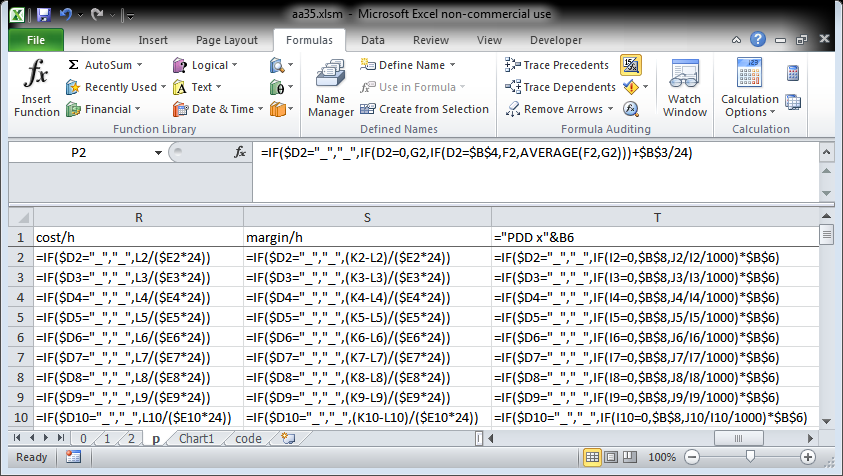 aa35.xlsm - Microsoft Excel non-commercial use
File Home Insert Page Layout Formulas Data Review View Developer
Insert Function
Σ AutoSum
Recently Used
Financial
Logical
Text
Date & Time
Function Library
Name Manager
Define Name
Use in Formula
Create from Selection
Defined Names
Trace Precedents
Trace Dependents
Remove Arrows
Formula Auditing
Watch Window
Calculation Options
Calculation
P2 fx =IF($D2="_","_",IF(D2=0,G2,IF(D2=$B$4,F2,AVERAGE(F2,G2)))+$B$3/24)
R S T
1 cost/h margin/h ="PDD x"&B6
2 =IF($D2="_","_",L2/($E2*24)) =IF($D2="_","_",(K2-L2)/($E2*24)) =IF($D2="_","_",IF(I2=0,$B$8,J2/I2/1000)*$B$6)
3 =IF($D3="_","_",L3/($E3*24)) =IF($D3="_","_",(K3-L3)/($E3*24)) =IF($D3="_","_",IF(I3=0,$B$8,J3/I3/1000)*$B$6)
4 =IF($D4="_","_",L4/($E4*24)) =IF($D4="_","_",(K4-L4)/($E4*24)) =IF($D4="_","_",IF(I4=0,$B$8,J4/I4/1000)*$B$6)
5 =IF($D5="_","_",L5/($E5*24)) =IF($D5="_","_",(K5-L5)/($E5*24)) =IF($D5="_","_",IF(I5=0,$B$8,J5/I5/1000)*$B$6)
6 =IF($D6="_","_",L6/($E6*24)) =IF($D6="_","_",(K6-L6)/($E6*24)) =IF($D6="_","_",IF(I6=0,$B$8,J6/I6/1000)*$B$6)
7 =IF($D7="_","_",L7/($E7*24)) =IF($D7="_","_",(K7-L7)/($E7*24)) =IF($D7="_","_",IF(I7=0,$B$8,J7/I7/1000)*$B$6)
8 =IF($D8="_","_",L8/($E8*24)) =IF($D8="_","_",(K8-L8)/($E8*24)) =IF($D8="_","_",IF(I8=0,$B$8,J8/I8/1000)*$B$6)
9 =IF($D9="_","_",L9/($E9*24)) =IF($D9="_","_",(K9-L9)/($E9*24)) =IF($D9="_","_",IF(I9=0,$B$8,J9/I9/1000)*$B$6)
10 =IF($D10="_","_",L10/($E10*24)) =IF($D10="_","_",(K10-L10)/($E10*24)) =IF($D10="_","_",IF(I10=0,$B$8,J10/I10/1000)*$B$6)
0 1 2 p Chart1 code
Ready 100%